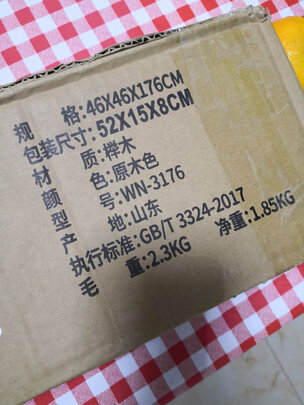 规 格:46X46X176CM
包装尺寸:52X15X8CM
材 质:榉木
颜 色:原木色
型 号:WN-3176
产 地:山东
执行标准:GB/T 3324-2017
毛 重:2.3KG 净重:1.85KG